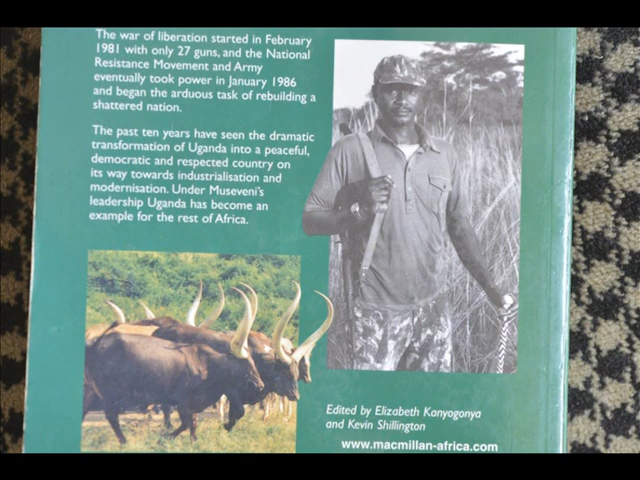 The war of liberation started in February
1981 with only 27 guns, and the National
Resistance Movement and Army
eventually took power in January 1986
and began the arduous task of rebuilding a
shattered nation.
The past ten years have seen the dramatic
transformation of Uganda into a peaceful,
democratic and respected country on
its way towards industrialisation and
modernisation. Under Museveni's
leadership Uganda has become an
example for the rest of Africa.
Edited by Elizabeth Kanyogonya
and Kevin Shillington
www.macmillan-africa.com